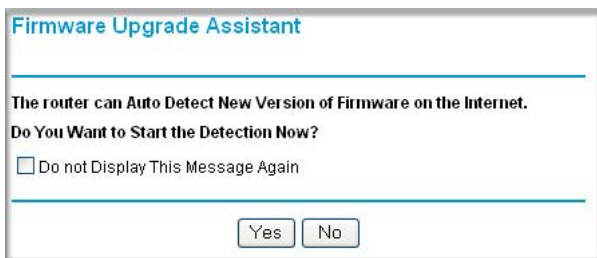 Firmware Upgrade Assistant
The router can Auto Detect New Version of Firmware on the Internet.
Do You Want to Start the Detection Now?
Do not Display This Message Again
Yes No